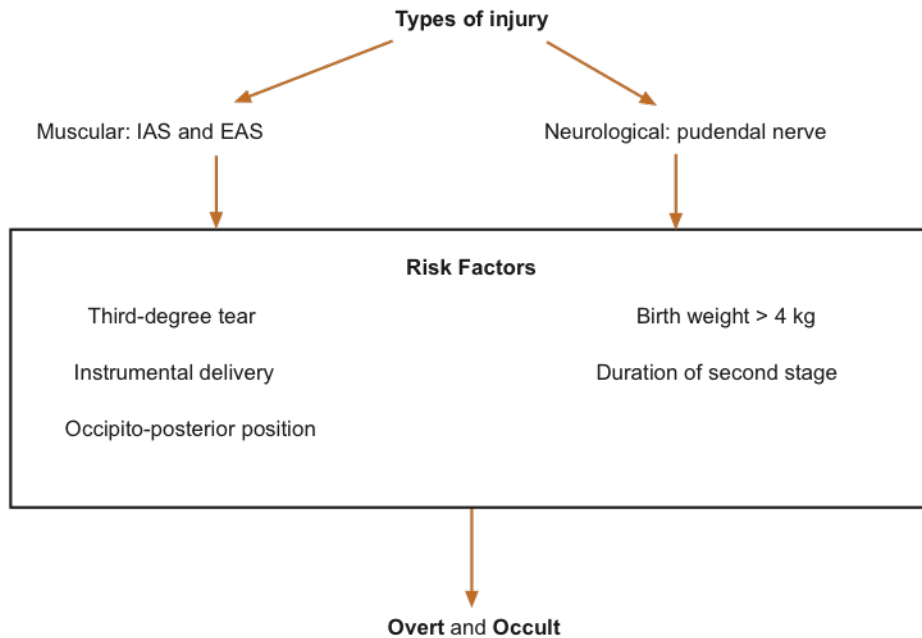 Types of injury
Muscular: IAS and EAS
Neurological: pudendal nerve
Risk Factors
Third-degree tear
Birth weight > 4 kg
Instrumental delivery
Duration of second stage
Occipito-posterior position
Overt and Occult